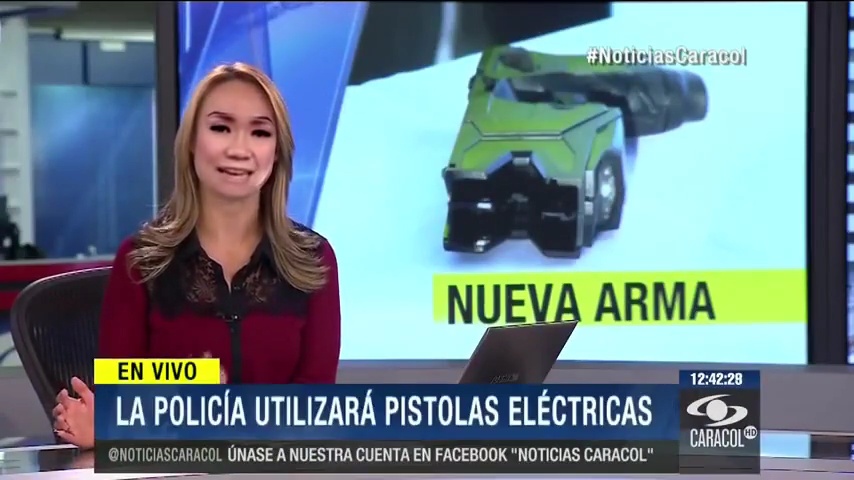 #NoticiasCaracol
NUEVA ARMA
EN VIVO
LA POLICÍA UTILIZARÁ PISTOLAS ELÉCTRICAS
12:42:28
CARACOL HD
@NOTICIASCARACOL ÚNASE A NUESTRA CUENTA EN FACEBOOK "NOTICIAS CARACOL"